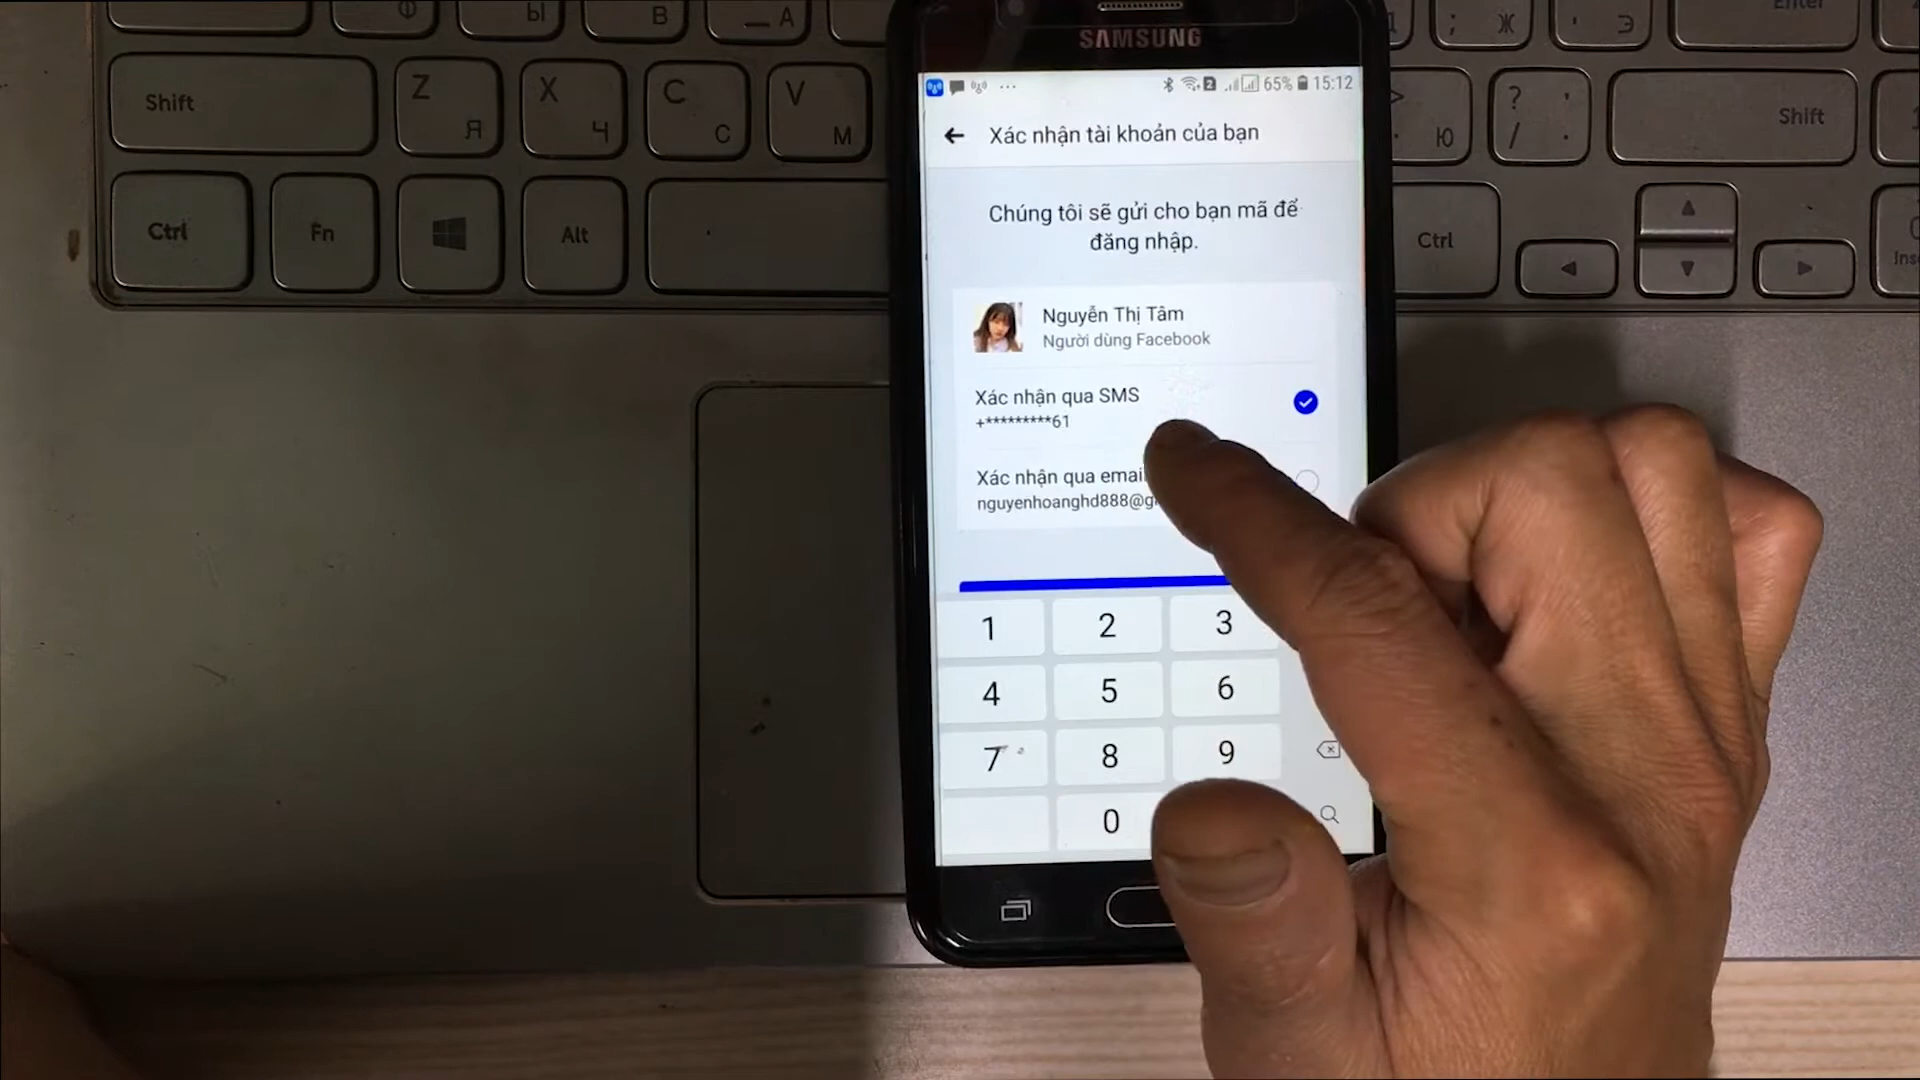 Ф
Ы
В
_ А
; Ж
' Э
Enter
Shift
Z Я
X Ч
C С
V М
SAMSUNG
65% 15:12
Xác nhận tài khoản của bạn
Chúng tôi sẽ gửi cho bạn mã để
đăng nhập.
Nguyễn Thị Tâm
Người dùng Facebook
Xác nhận qua SMS
+*********61
Xác nhận qua email
nguyenhoanghd888@g
1 2 3
4 5 6
7 8 9
0
> . Ю
? / ' .
Shift
Ctrl
Fn
Alt
Ctrl
Ins